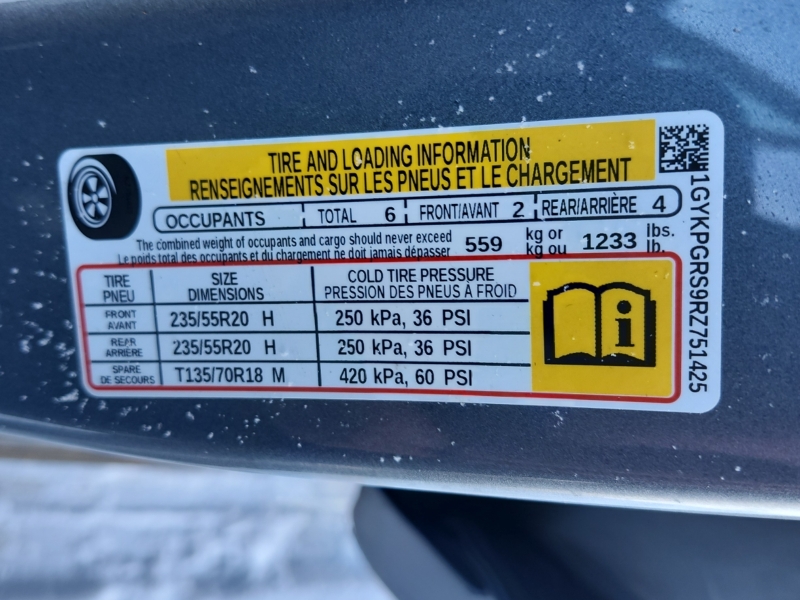 TIRE AND LOADING INFORMATION
RENSEIGNEMENTS SUR LES PNEUS ET LE CHARGEMENT
OCCUPANTS TOTAL 6 FRONT/AVANT 2 REAR/ARRIÈRE 4
The combined weight of occupants and cargo should never exceed 559 kg or 1233 lbs.
Le poids total des occupants et du chargement ne doit jamais dépasser kg ou lb.
TIRE SIZE COLD TIRE PRESSURE
PNEU DIMENSIONS PRESSION DES PNEUS À FROID
FRONT
AVANT 235/55R20 H 250 kPa, 36 PSI
REAR
ARRIÈRE 235/55R20 H 250 kPa, 36 PSI
SPARE
DE SECOURS T135/70R18 M 420 kPa, 60 PSI
i
1GYKPGRS9RZ751425